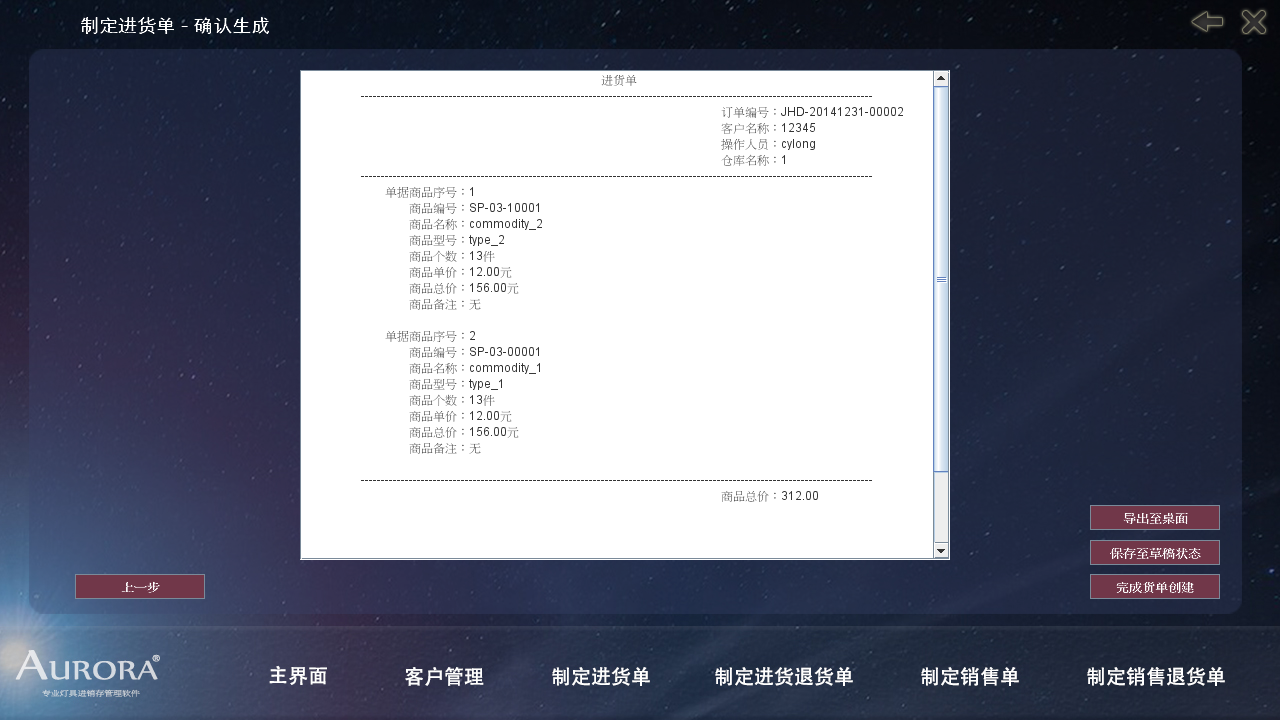 制定进货单 - 确认生成
进货单
--------------------------------------------------------------------------------------------------------------------------------
订单编号：JHD-20141231-00002
客户名称：12345
操作人员：cylong
仓库名称：1
--------------------------------------------------------------------------------------------------------------------------------
单据商品序号：1
商品编号：SP-03-10001
商品名称：commodity_2
商品型号：type_2
商品个数：13件
商品单价：12.00元
商品总价：156.00元
商品备注：无
单据商品序号：2
商品编号：SP-03-00001
商品名称：commodity_1
商品型号：type_1
商品个数：13件
商品单价：12.00元
商品总价：156.00元
商品备注：无
--------------------------------------------------------------------------------------------------------------------------------
商品总价：312.00
导出至桌面
保存至草稿状态
上一步
完成货单创建
AURORA®
专业灯具进销存管理软件
主界面
客户管理
制定进货单
制定进货退货单
制定销售单
制定销售退货单